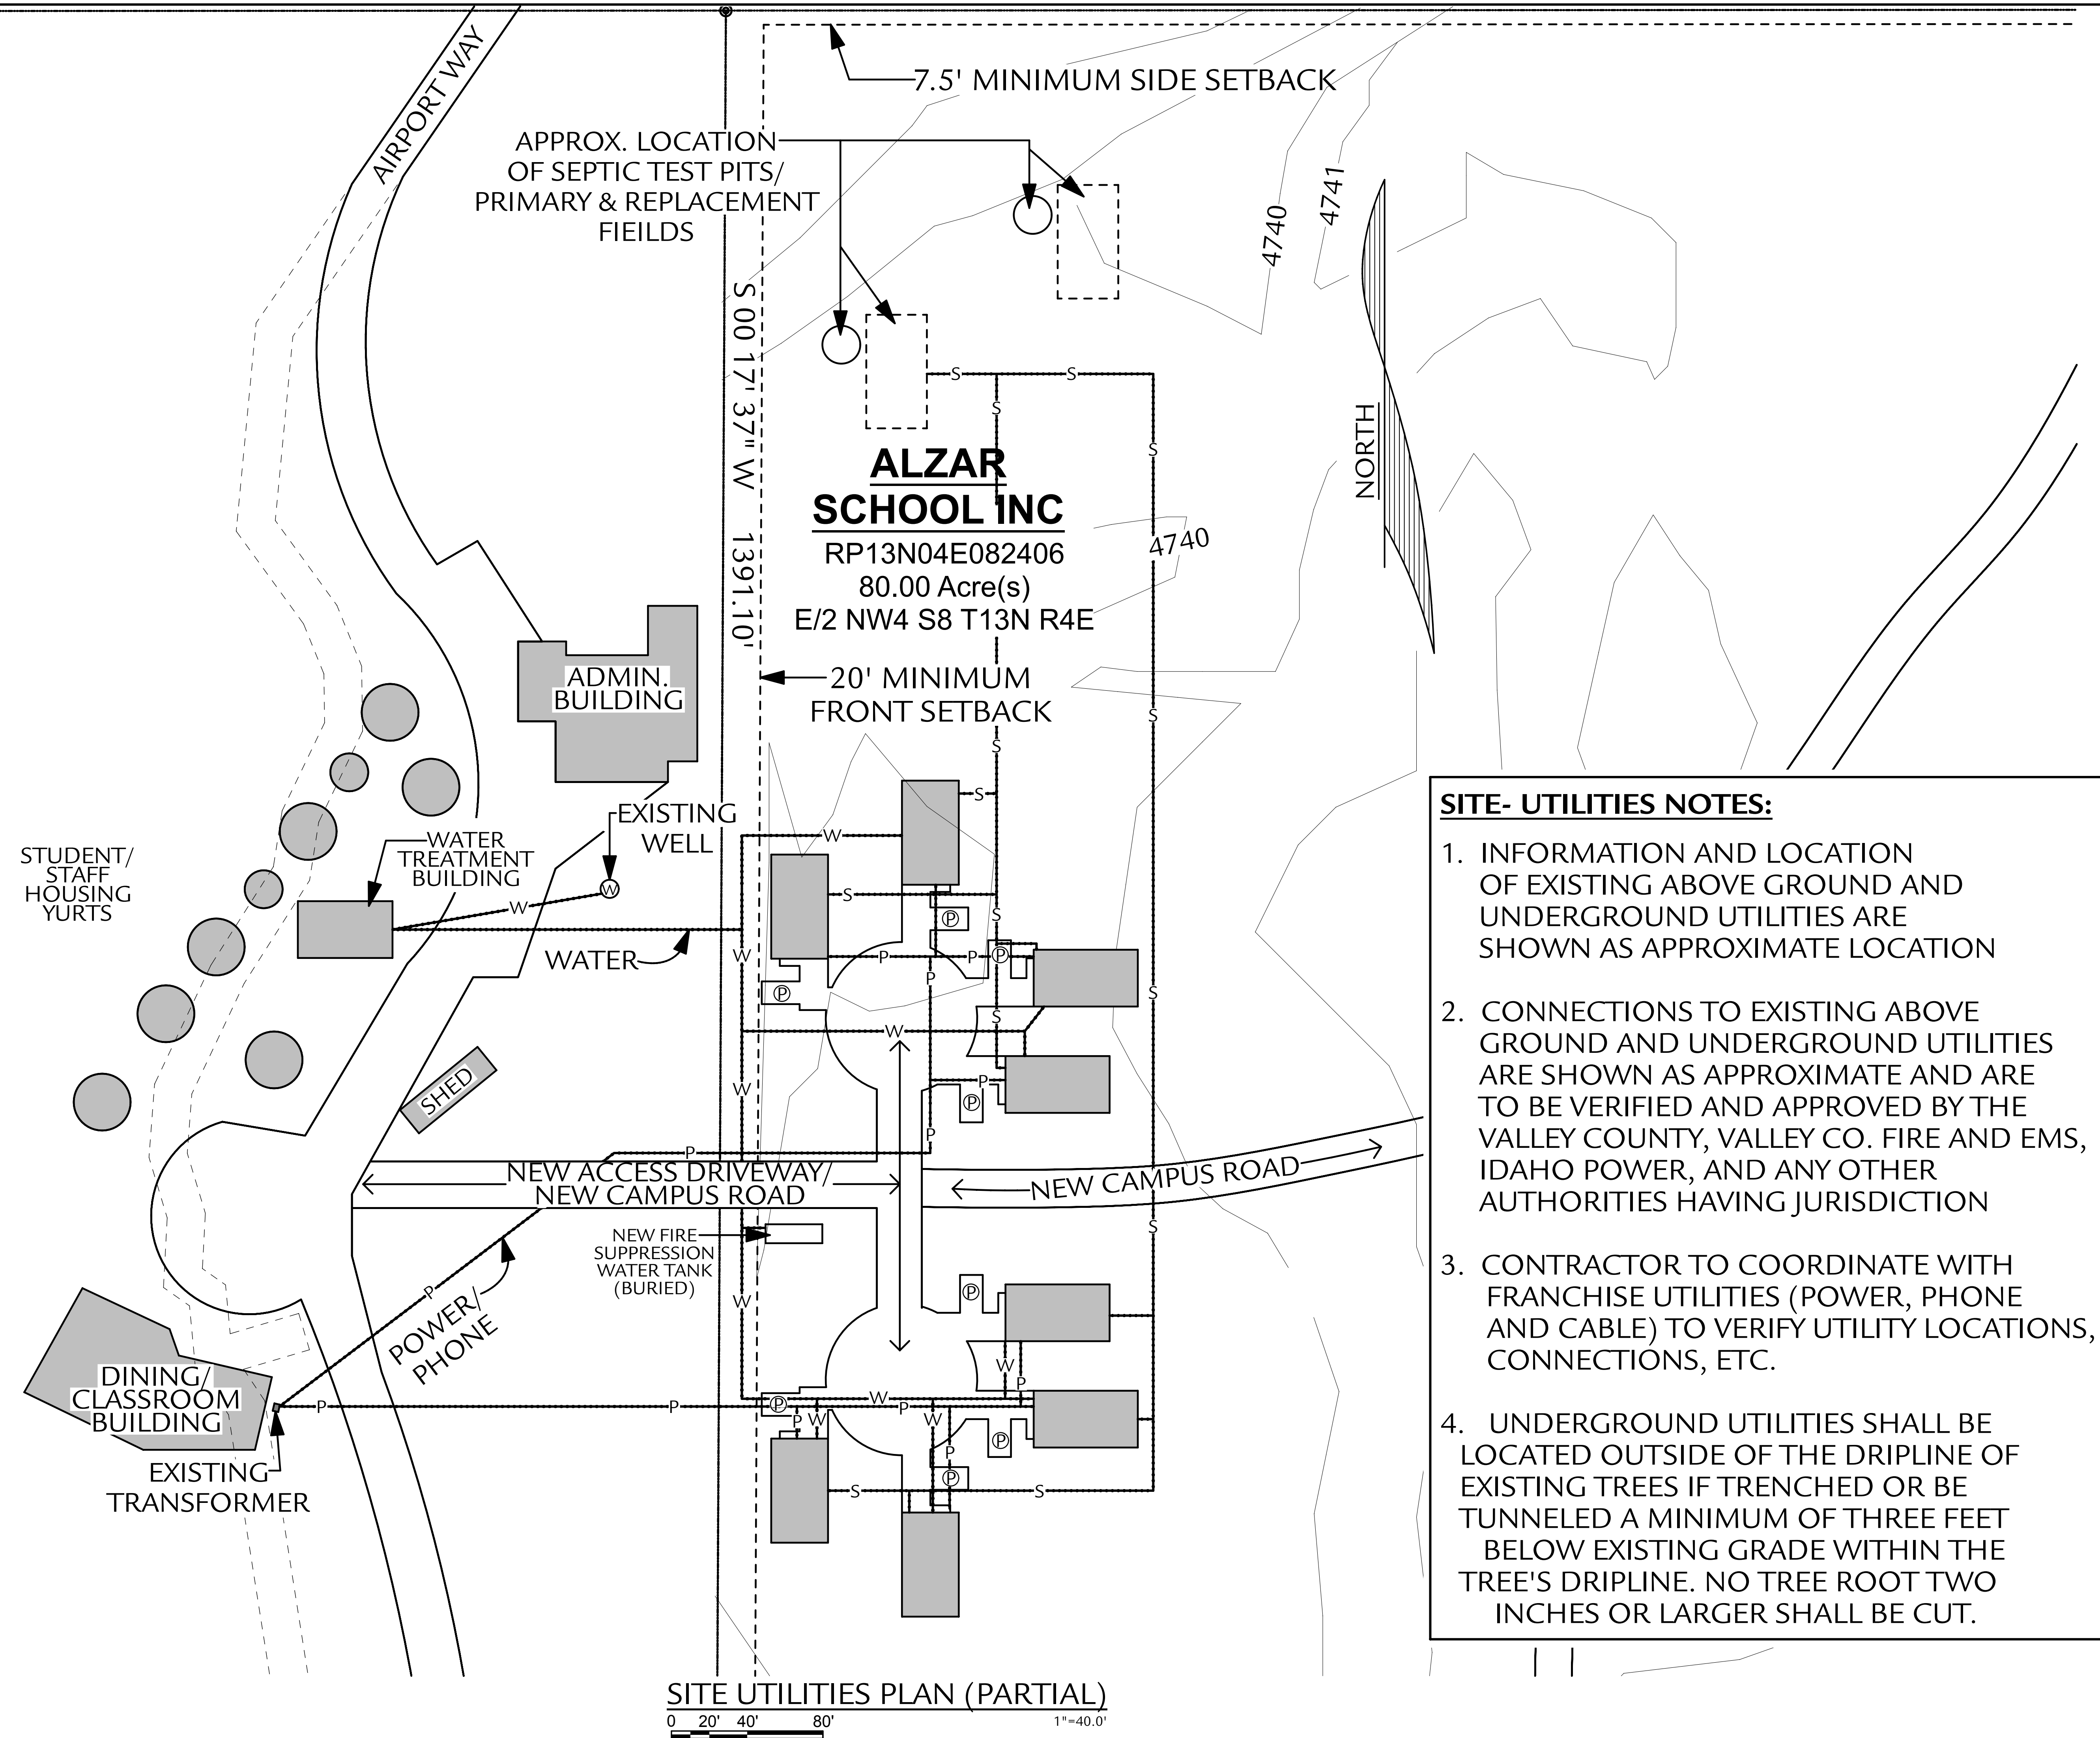 AIRPORT WAY
7.5' MINIMUM SIDE SETBACK
APPROX. LOCATION
OF SEPTIC TEST PITS/
PRIMARY & REPLACEMENT
FIEILDS
4740
4741
S 00 17' 37" W 1391.10'
NORTH
S
S
S
S
ALZAR
SCHOOL INC
RP13N04E082406
80.00 Acre(s)
E/2 NW4 S8 T13N R4E
4740
20' MINIMUM
FRONT SETBACK
S
S
ADMIN.
BUILDING
EXISTING
WELL
W
WATER
TREATMENT
BUILDING
STUDENT/
STAFF
HOUSING
YURTS
W
WATER
W
S
S
S
P
W
P
P
P
P
P
S
S
W
W
P
P
P
SHED
P
NEW ACCESS DRIVEWAY/
NEW CAMPUS ROAD
NEW CAMPUS ROAD
S
NEW FIRE
SUPPRESSION
WATER TANK
(BURIED)
W
P
P
POWER/
PHONE
DINING/
CLASSROOM
BUILDING
P
P
P
W
P
W
P
P
W
W
P
P
P
EXISTING
TRANSFORMER
S
S
SITE- UTILITIES NOTES:
1. INFORMATION AND LOCATION
OF EXISTING ABOVE GROUND AND
UNDERGROUND UTILITIES ARE
SHOWN AS APPROXIMATE LOCATION
2. CONNECTIONS TO EXISTING ABOVE
GROUND AND UNDERGROUND UTILITIES
ARE SHOWN AS APPROXIMATE AND ARE
TO BE VERIFIED AND APPROVED BY THE
VALLEY COUNTY, VALLEY CO. FIRE AND EMS,
IDAHO POWER, AND ANY OTHER
AUTHORITIES HAVING JURISDICTION
3. CONTRACTOR TO COORDINATE WITH
FRANCHISE UTILITIES (POWER, PHONE
AND CABLE) TO VERIFY UTILITY LOCATIONS,
CONNECTIONS, ETC.
4. UNDERGROUND UTILITIES SHALL BE
LOCATED OUTSIDE OF THE DRIPLINE OF
EXISTING TREES IF TRENCHED OR BE
TUNNELED A MINIMUM OF THREE FEET
BELOW EXISTING GRADE WITHIN THE
TREE'S DRIPLINE. NO TREE ROOT TWO
INCHES OR LARGER SHALL BE CUT.
SITE UTILITIES PLAN (PARTIAL)
0 20' 40' 80'
1"=40.0'